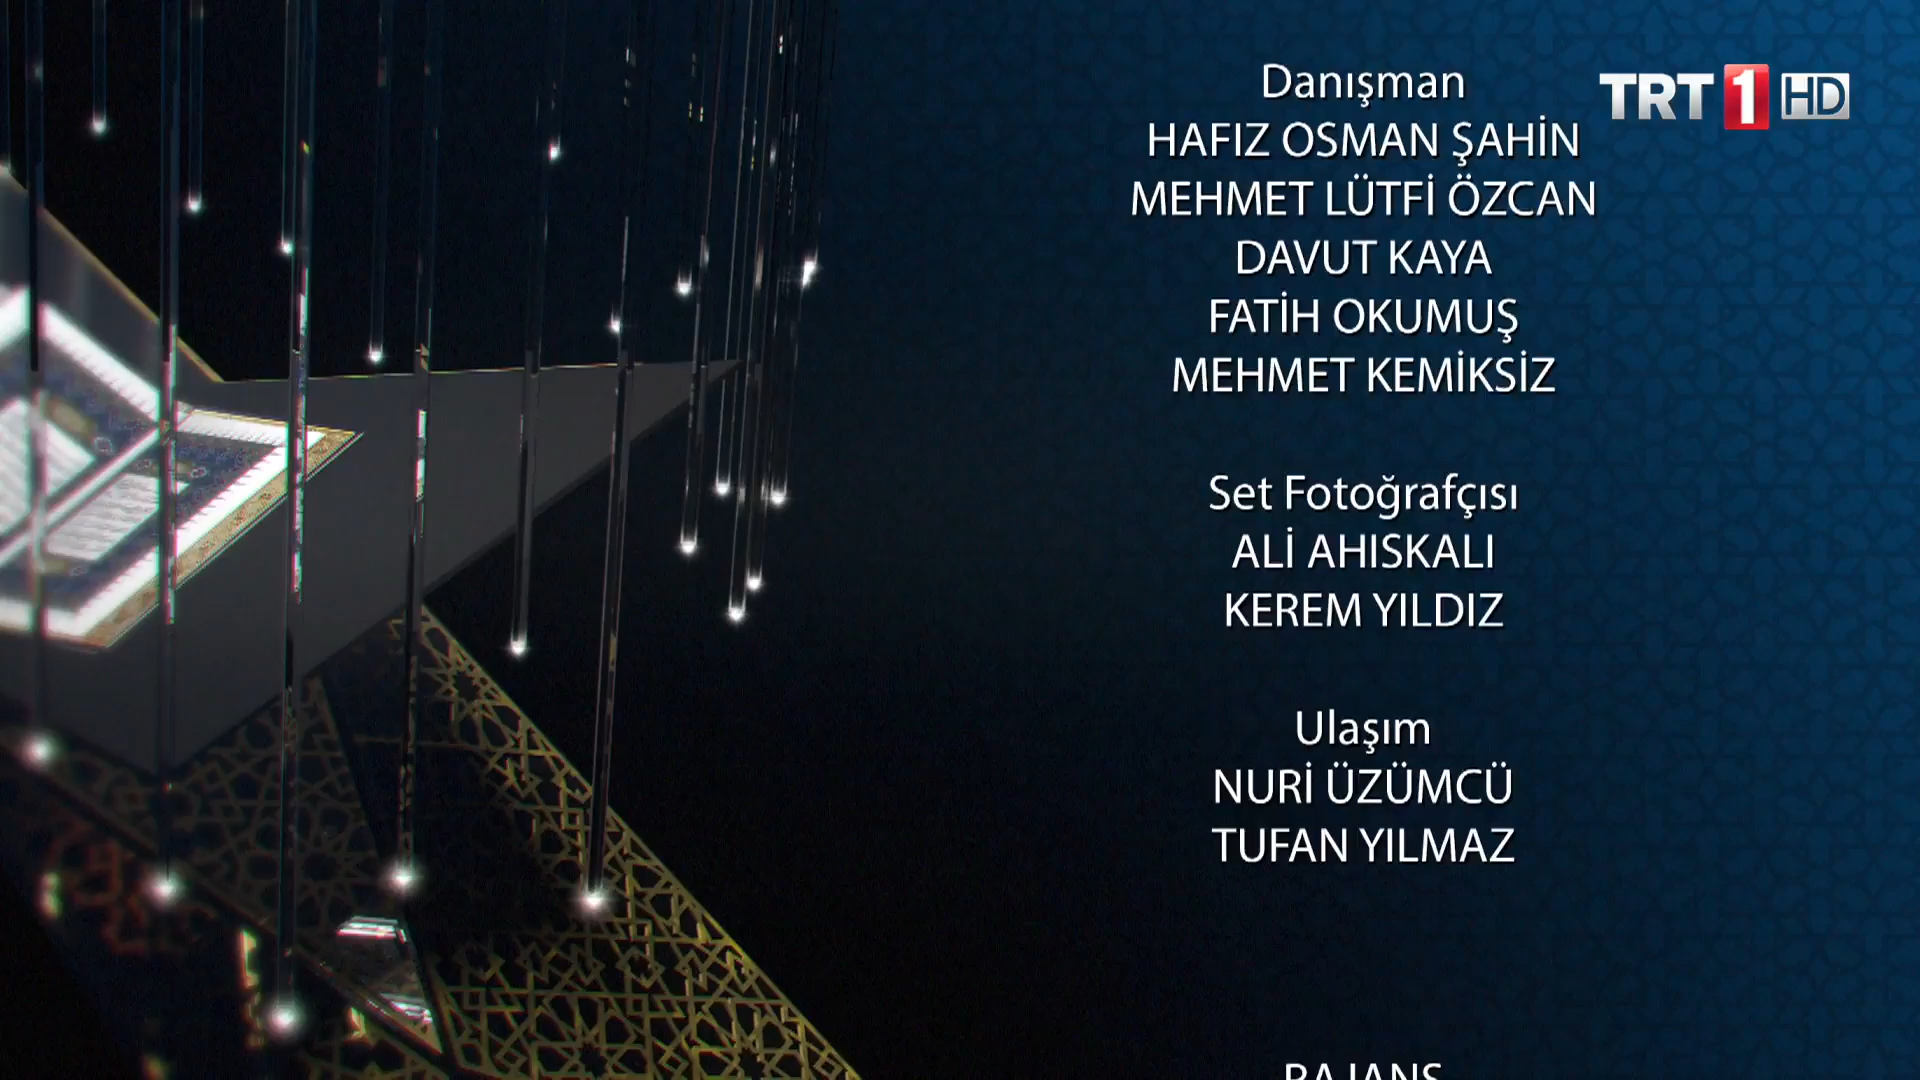 Danışman
HAFIZ OSMAN ŞAHİN
MEHMET LÜTFİ ÖZCAN
DAVUT KAYA
FATİH OKUMUŞ
MEHMET KEMİKSİZ
Set Fotoğrafçısı
ALİ AHISKALI
KEREM YILDIZ
Ulaşım
NURİ ÜZÜMCÜ
TUFAN YILMAZ
TRT 1 HD